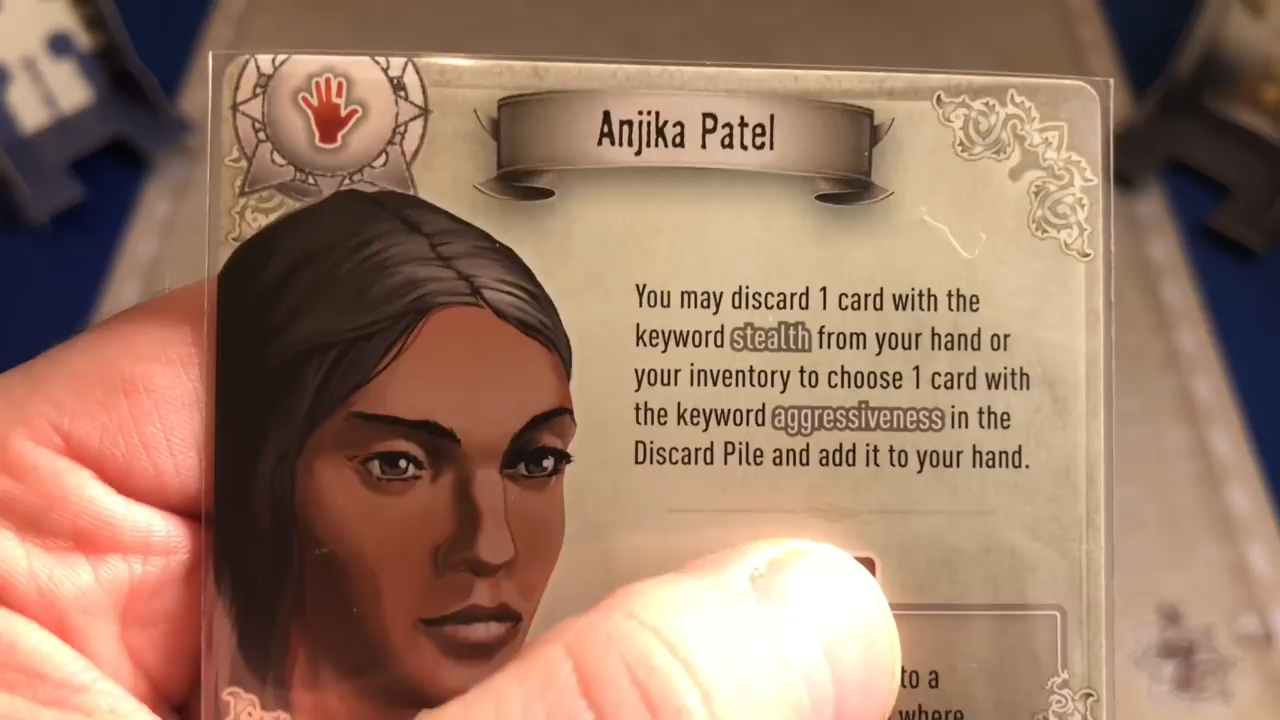 Anjika Patel
You may discard 1 card with the
keyword stealth from your hand or
your inventory to choose 1 card with
the keyword aggressiveness in the
Discard Pile and add it to your hand.
to a
where